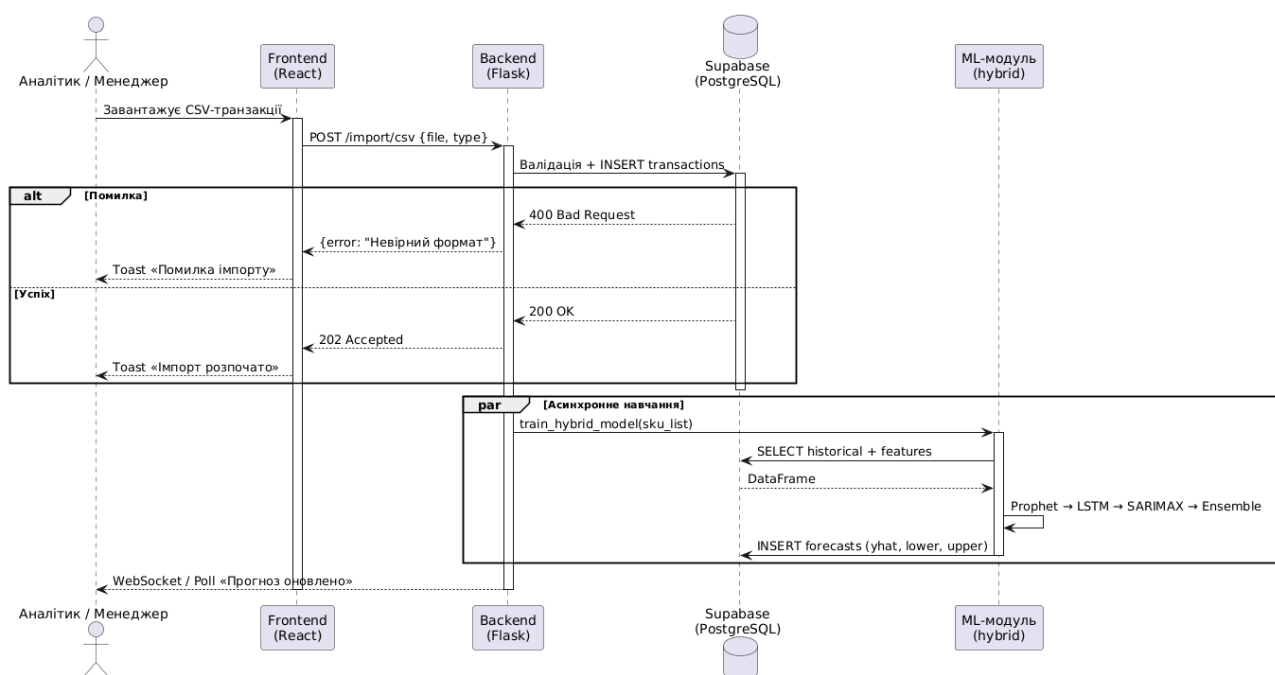 Аналітик / Менеджер
Frontend
(React)
Backend
(Flask)
Supabase
(PostgreSQL)
ML-модуль
(hybrid)
Завантажує CSV-транзакції
POST /import/csv {file, type}
Валідація + INSERT transactions
alt
[Помилка]
400 Bad Request
{error: "Невірний формат"}
Toast «Помилка імпорту»
[Успіх]
200 OK
202 Accepted
Toast «Імпорт розпочато»
par
[Асинхронне навчання]
train_hybrid_model(sku_list)
SELECT historical + features
DataFrame
Prophet → LSTM → SARIMAX → Ensemble
INSERT forecasts (yhat, lower, upper)
WebSocket / Poll «Прогноз оновлено»
Аналітик / Менеджер
Frontend
(React)
Backend
(Flask)
Supabase
(PostgreSQL)
ML-модуль
(hybrid)